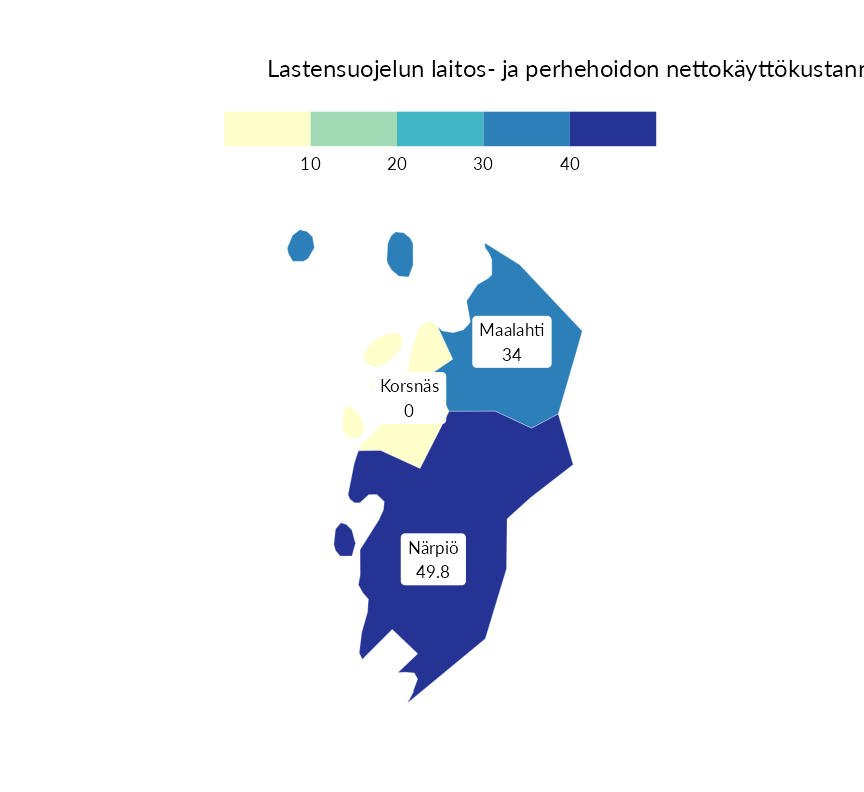 Lastensuojelun laitos- ja perhehoidon nettokäyttökustann
10 20 30 40
Maalahti
34
Korsnäs
0
Närpiö
49.8